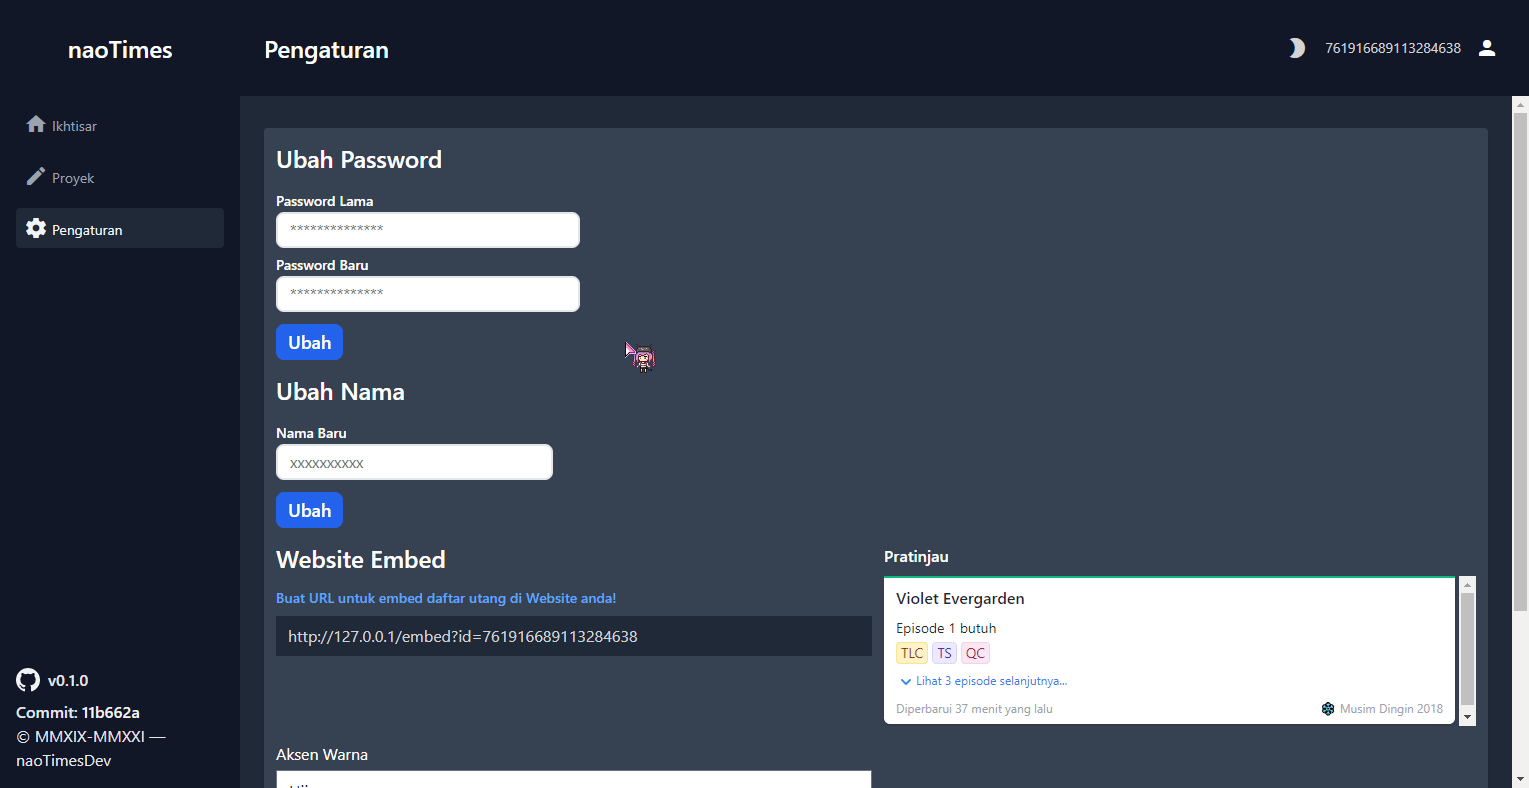 naoTimes
Pengaturan
761916689113284638
Ikhtisar
Proyek
Pengaturan
Ubah Password
Password Lama
**************
Password Baru
**************
Ubah
Ubah Nama
Nama Baru
xxxxxxxxxx
Ubah
Website Embed
Buat URL untuk embed daftar utang di Website anda!
http://127.0.0.1/embed?id=761916689113284638
Pratinjau
Violet Evergarden
Episode 1 butuh
TLC TS QC
Lihat 3 episode selanjutnya...
Diperbarui 37 menit yang lalu
Musim Dingin 2018
Aksen Warna
v0.1.0
Commit: 11b662a
© MMXIX-MMXXI —
naoTimesDev